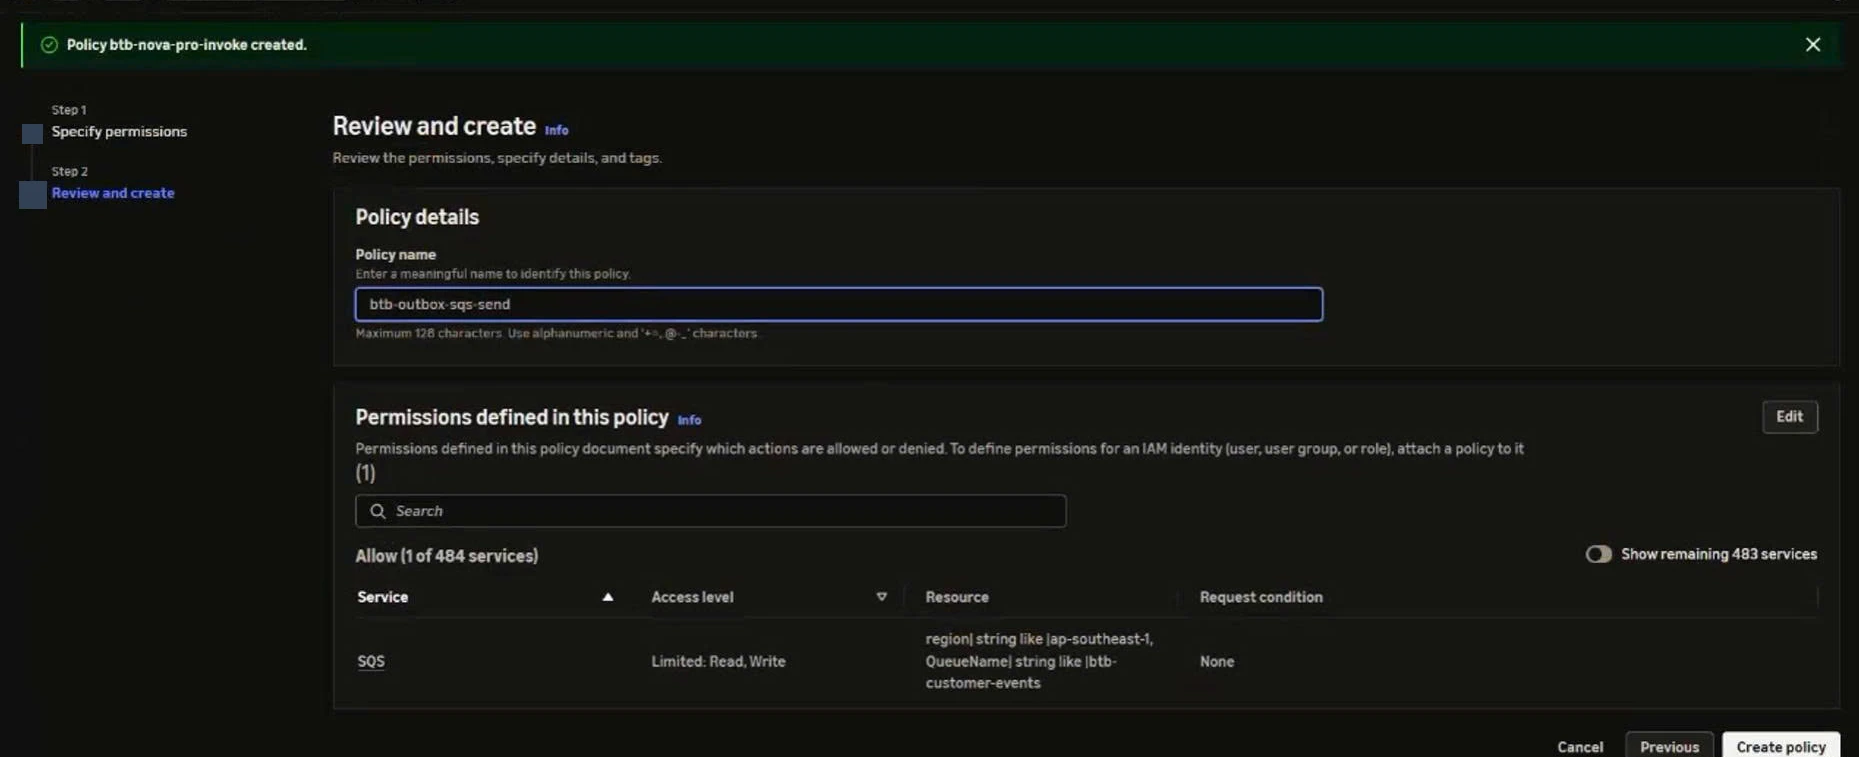 Policy btb-nova-pro-invoke created.
Step 1
Specify permissions
Step 2
Review and create
Review and create Info
Review the permissions, specify details, and tags.
Policy details
Policy name
Enter a meaningful name to identify this policy.
btb-outbox-sqs-send
Maximum 128 characters. Use alphanumeric and '+=,.@-_' characters.
Permissions defined in this policy Info
Edit
Permissions defined in this policy document specify which actions are allowed or denied. To define permissions for an IAM identity (user, user group, or role), attach a policy to it
(1)
Search
Allow (1 of 484 services)
Show remaining 483 services
Service Access level Resource Request condition
SQS
Limited: Read, Write
region| string like |ap-southeast-1,
QueueName| string like |btb-
customer-events
None
Cancel Previous Create policy